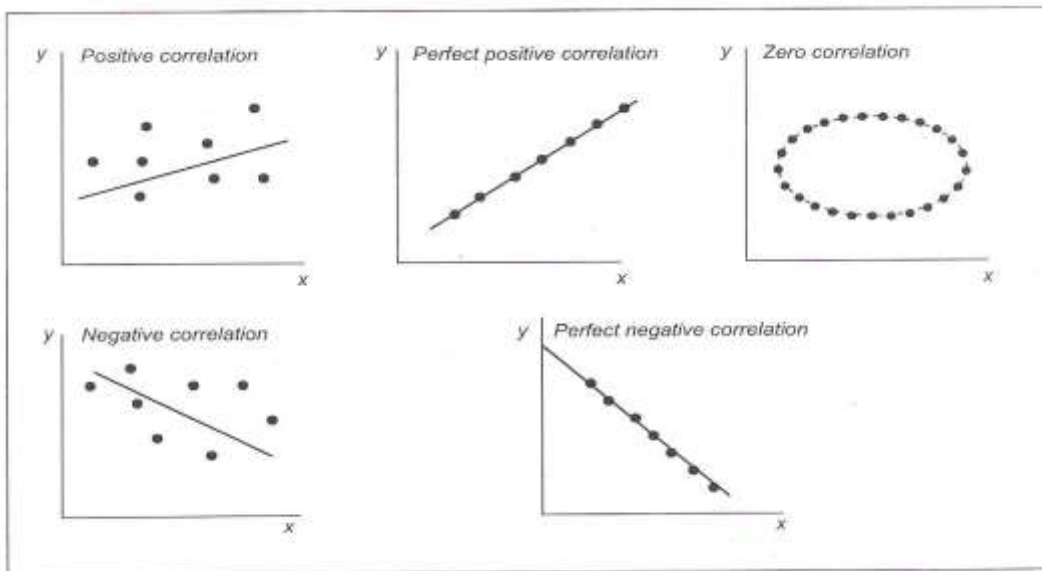 y Positive correlation
x
y Perfect positive correlation
x
y Zero correlation
x
y Negative correlation
x
y Perfect negative correlation
x